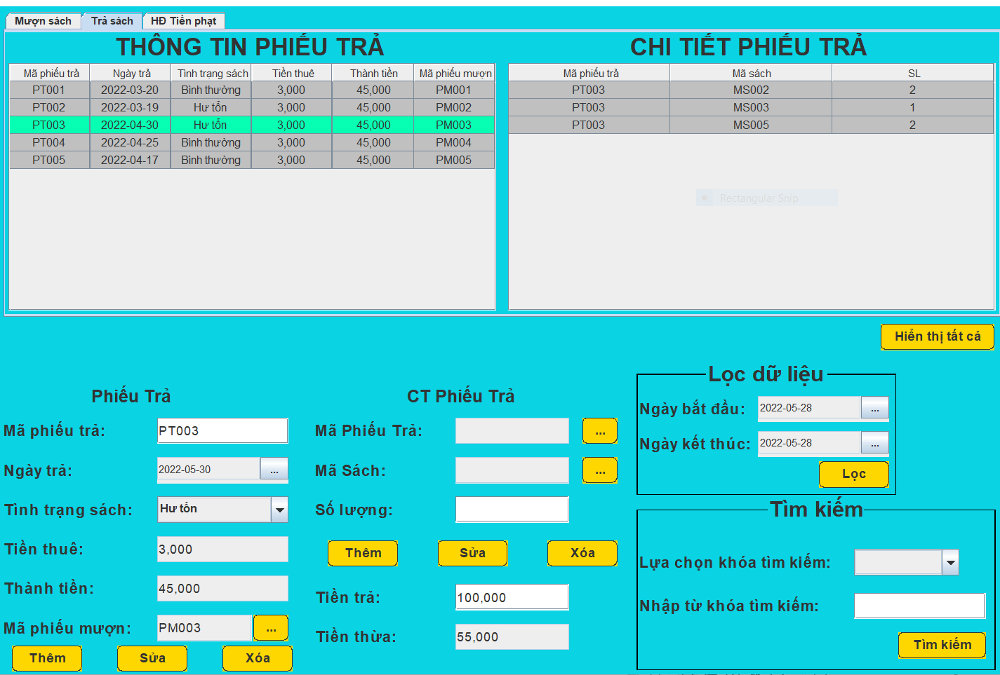 Mượn sách Trả sách HĐ Tiền phạt
THÔNG TIN PHIẾU TRẢ
Mã phiếu trả Ngày trả Tình trạng sách Tiền thuê Thành tiền Mã phiếu mượn
PT001 2022-03-20 Bình thường 3,000 45,000 PM001
PT002 2022-03-19 Hư tổn 3,000 45,000 PM002
PT003 2022-04-30 Hư tổn 3,000 45,000 PM003
PT004 2022-04-25 Bình thường 3,000 45,000 PM004
PT005 2022-04-17 Bình thường 3,000 45,000 PM005
CHI TIẾT PHIẾU TRẢ
Mã phiếu trả Mã sách SL
PT003 MS002 2
PT003 MS003 1
PT003 MS005 2
Rectangular Snip
Hiển thị tất cả
Phiếu Trả
Mã phiếu trả: PT003
Ngày trả: 2022-05-30 ...
Tình trạng sách: Hư tổn
Tiền thuê: 3,000
Thành tiền: 45,000
Mã phiếu mượn: PM003 ...
Thêm Sửa Xóa
CT Phiếu Trả
Mã Phiếu Trả: ...
Mã Sách: ...
Số lượng:
Thêm Sửa Xóa
Tiền trả: 100,000
Tiền thừa: 55,000
Lọc dữ liệu
Ngày bắt đầu: 2022-05-28 ...
Ngày kết thúc: 2022-05-28 ...
Lọc
Tìm kiếm
Lựa chọn khóa tìm kiếm:
Nhập từ khóa tìm kiếm:
Tìm kiếm